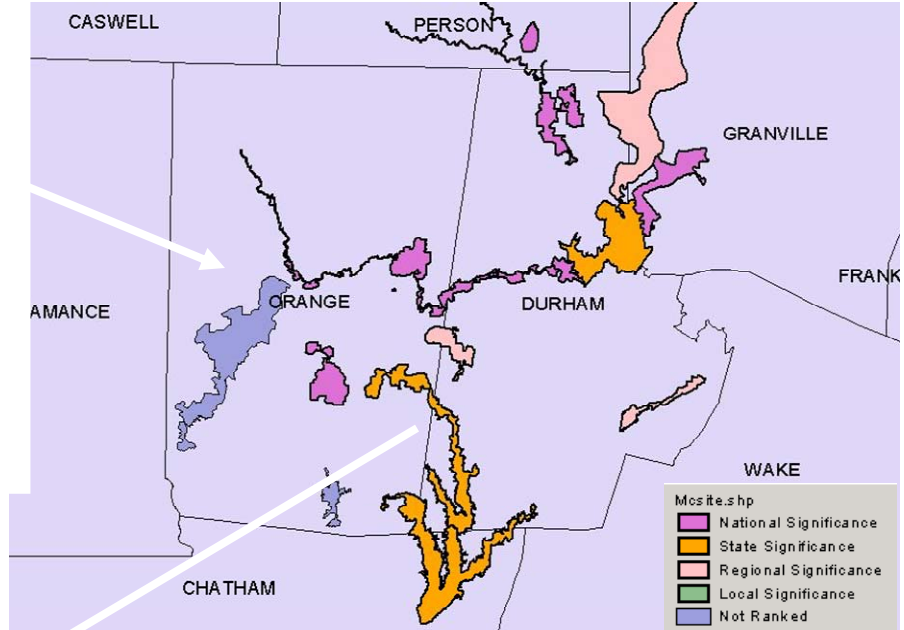 CASWELL
PERSON
GRANVILLE
FRANK
AMANCE
ORANGE
DURHAM
WAKE
CHATHAM
Mcsite.shp
National Significance
State Significance
Regional Significance
Local Significance
Not Ranked